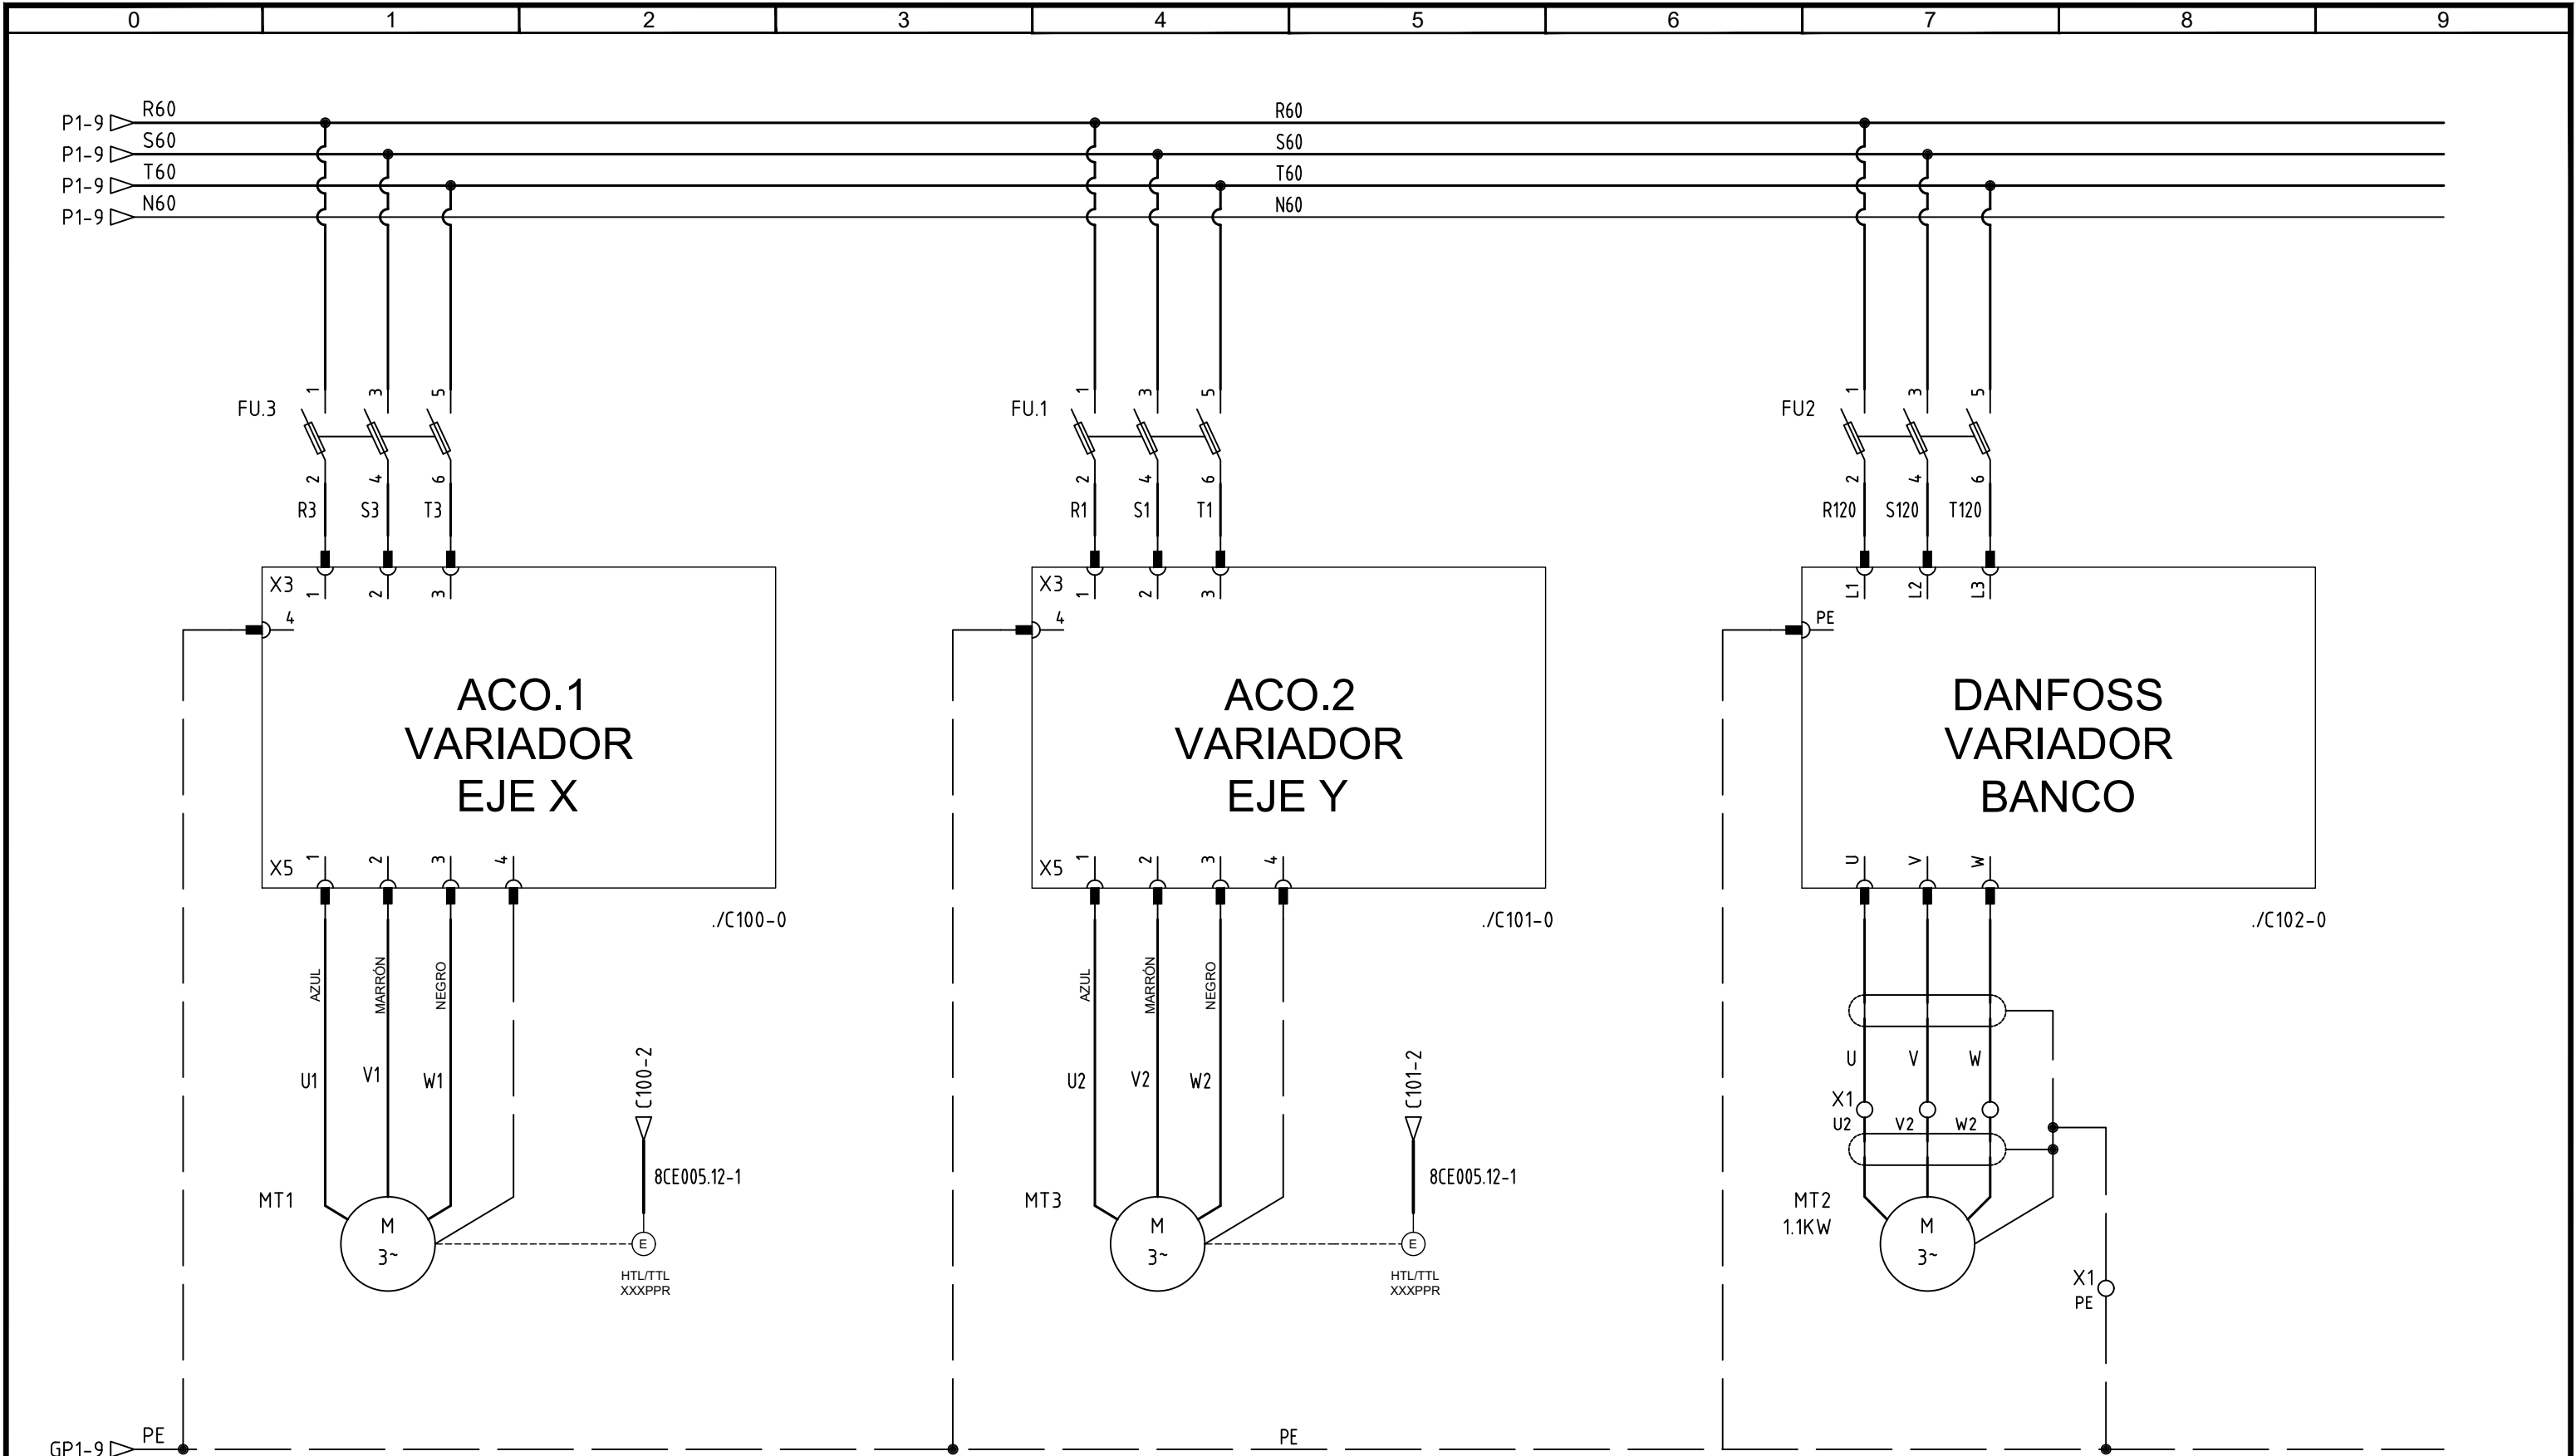 0 1 2 3 4 5 6 7 8 9
P1-9 R60 R60
P1-9 S60 S60
P1-9 T60 T60
P1-9 N60 N60
1 3 5 1 3 5 1 3 5
FU.3 FU.1 FU2
2 4 6 2 4 6 2 4 6
R3 S3 T3 R1 S1 T1 R120 S120 T120
X3 1 2 3 X3 1 2 3 L1 L2 L3
4 4 PE
ACO.1
VARIADOR
EJE X
ACO.2
VARIADOR
EJE Y
DANFOSS
VARIADOR
BANCO
X5 1 2 3 4 X5 1 2 3 4 U V W
./C100-0 ./C101-0 ./C102-0
AZUL MARRÓN NEGRO AZUL MARRÓN NEGRO
U1 V1 W1 C100-2 U2 V2 W2 C101-2 U V W
X1
U2 V2 W2
8CE005.12-1 8CE005.12-1
MT1 MT3 MT2
1.1KW
M M M
3~ E 3~ E 3~
HTL/TTL HTL/TTL
XXXPPR XXXPPR
X1
PE
GP1-9 PE PE